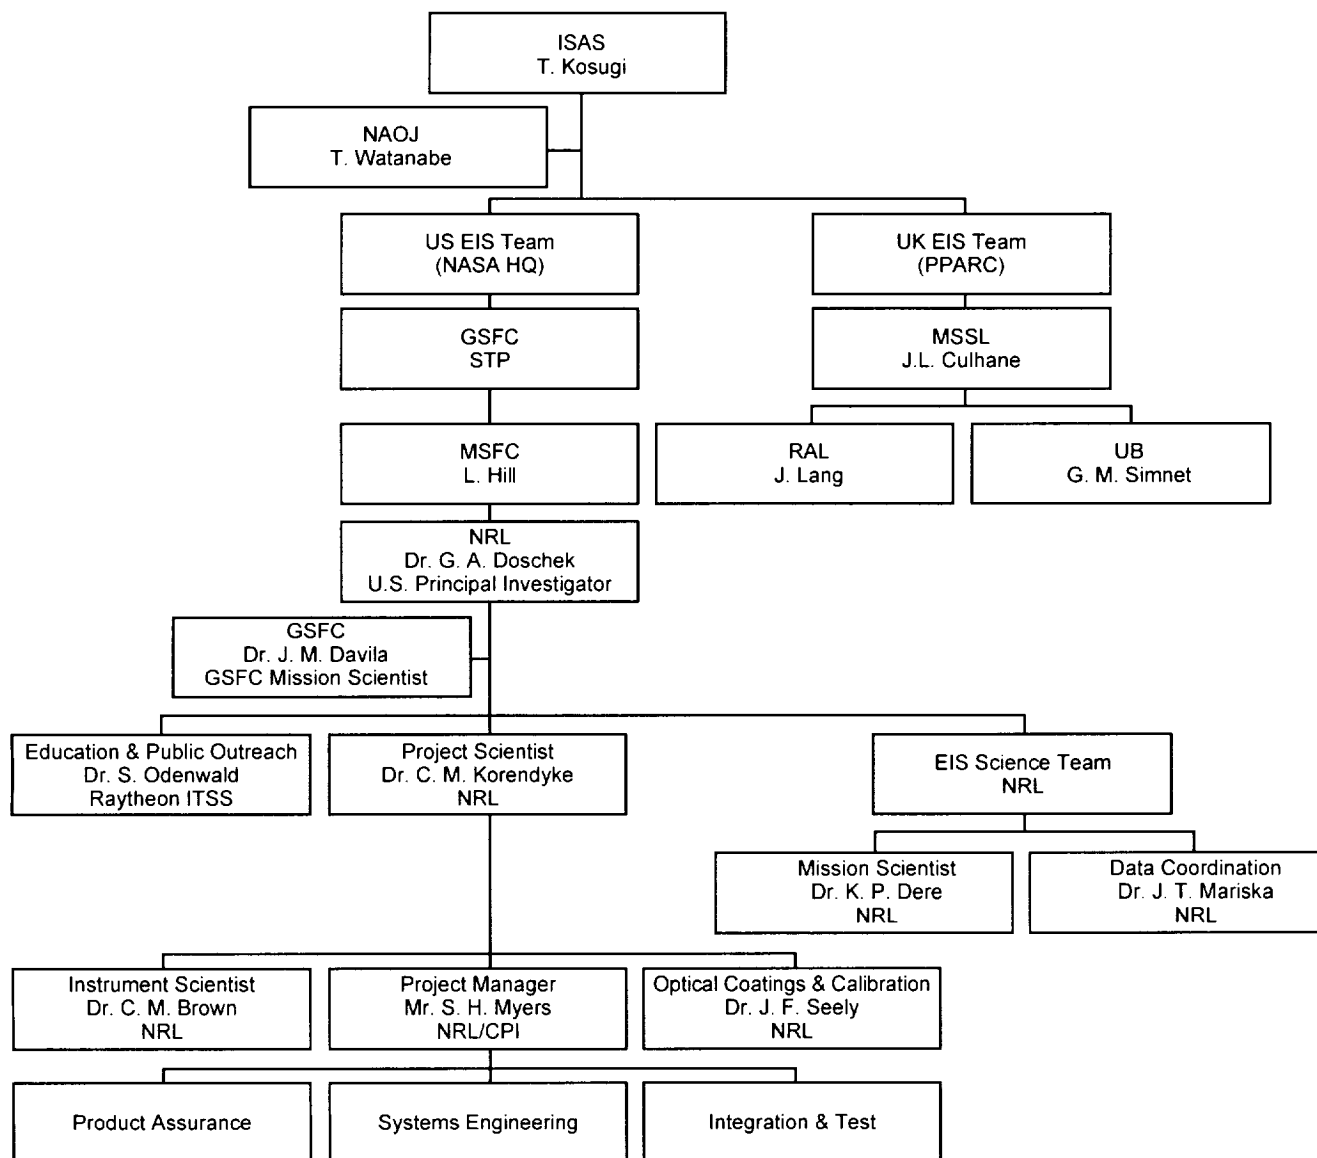 ISAS
T. Kosugi
NAOJ
T. Watanabe
US EIS Team
(NASA HQ)
UK EIS Team
(PPARC)
GSFC
STP
MSSL
J.L. Culhane
MSFC
L. Hill
RAL
J. Lang
UB
G. M. Simnet
NRL
Dr. G. A. Doschek
U.S. Principal Investigator
GSFC
Dr. J. M. Davila
GSFC Mission Scientist
Education & Public Outreach
Dr. S. Odenwald
Raytheon ITSS
Project Scientist
Dr. C. M. Korendyke
NRL
EIS Science Team
NRL
Mission Scientist
Dr. K. P. Dere
NRL
Data Coordination
Dr. J. T. Mariska
NRL
Instrument Scientist
Dr. C. M. Brown
NRL
Project Manager
Mr. S. H. Myers
NRL/CPI
Optical Coatings & Calibration
Dr. J. F. Seely
NRL
Product Assurance
Systems Engineering
Integration & Test